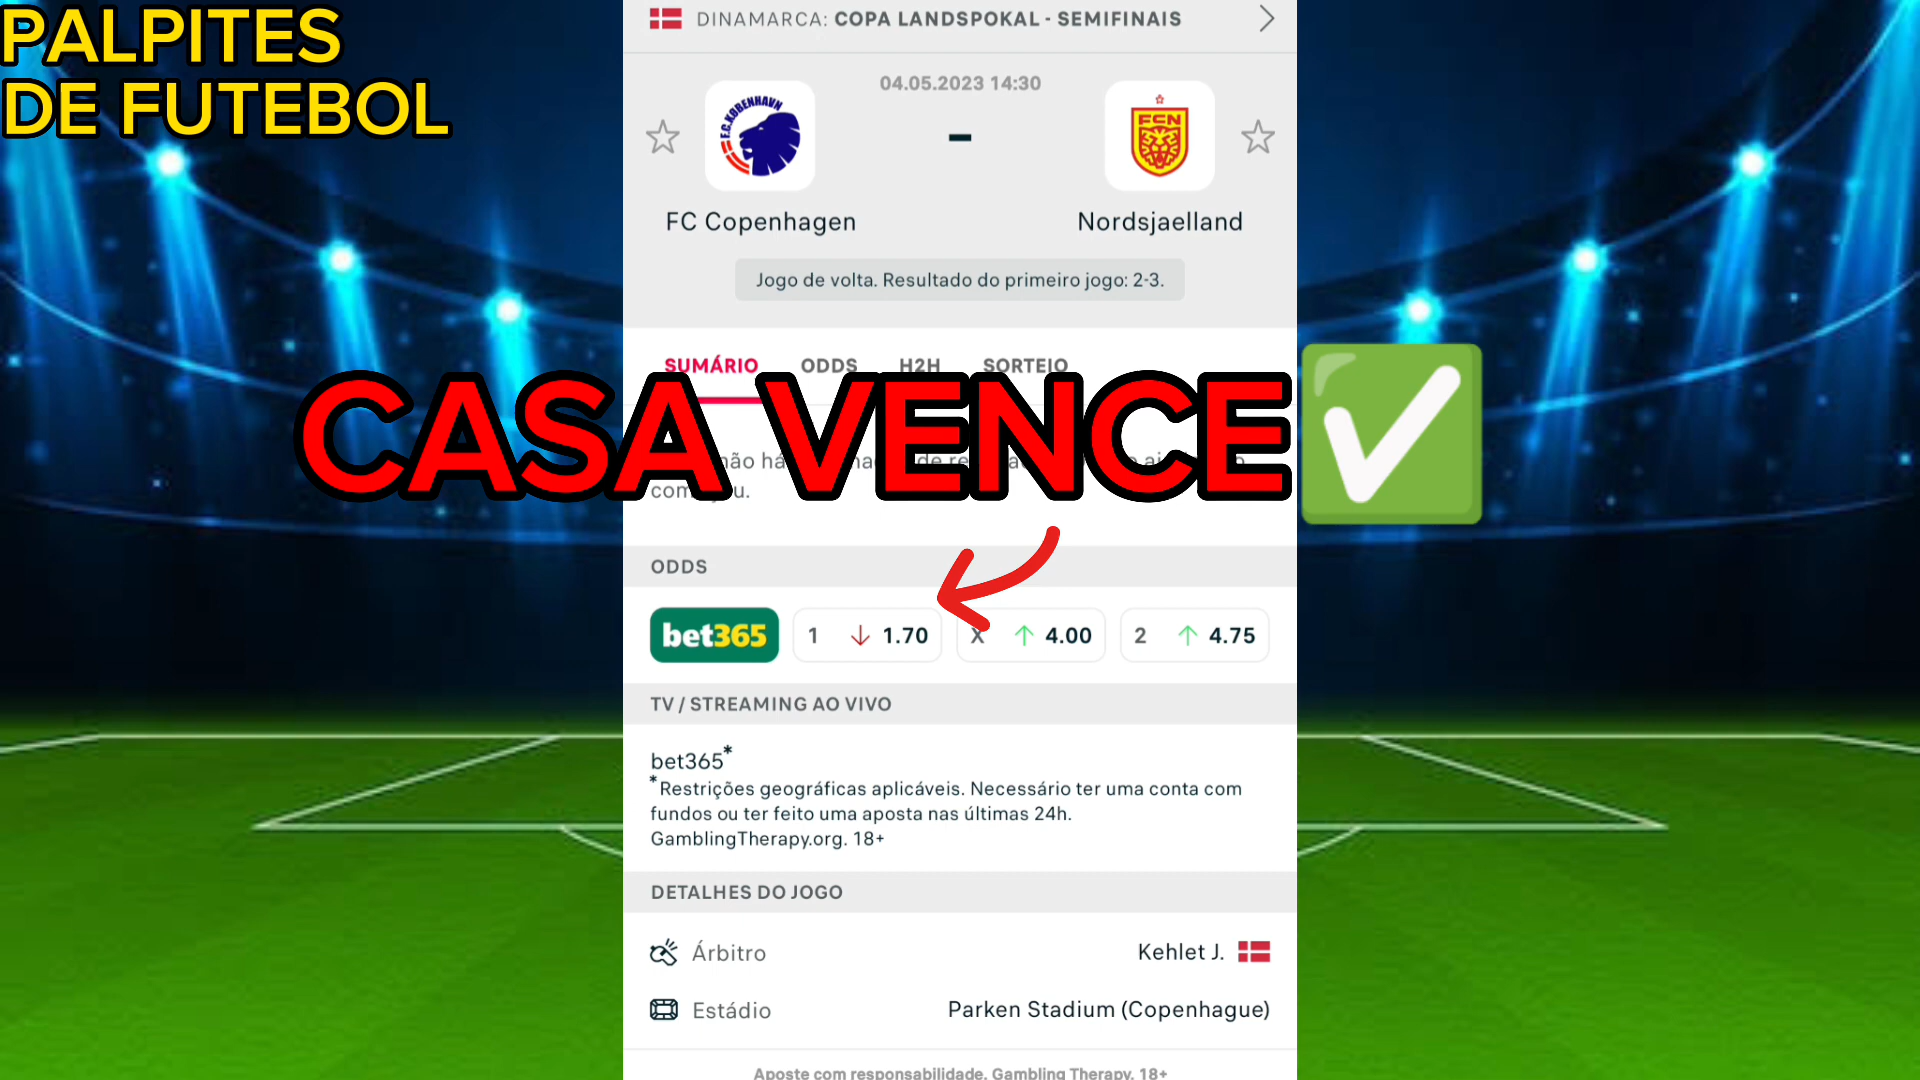 PALPITES
DE FUTEBOL
DINAMARCA: COPA LANDSPOKAL - SEMIFINAIS
04.05.2023 14:30
F.C.KØBENHAVN
FCN
-
FC Copenhagen
Nordsjaelland
Jogo de volta. Resultado do primeiro jogo: 2-3.
SUMÁRIO ODDS H2H SORTEIO
CASA VENCE
não há
ODDS
bet365 1 1.70 X 4.00 2 4.75
TV / STREAMING AO VIVO
bet365*
*Restrições geográficas aplicáveis. Necessário ter uma conta com
fundos ou ter feito uma aposta nas últimas 24h.
GamblingTherapy.org. 18+
DETALHES DO JOGO
Árbitro Kehlet J.
Estádio Parken Stadium (Copenhague)
Aposte com responsabilidade. Gambling Therapy. 18+